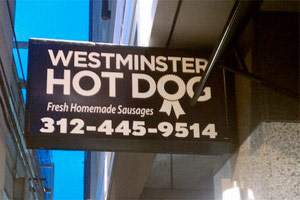 WESTMINSTER
HOT DOG
Fresh Homemade Sausages
312-445-9514